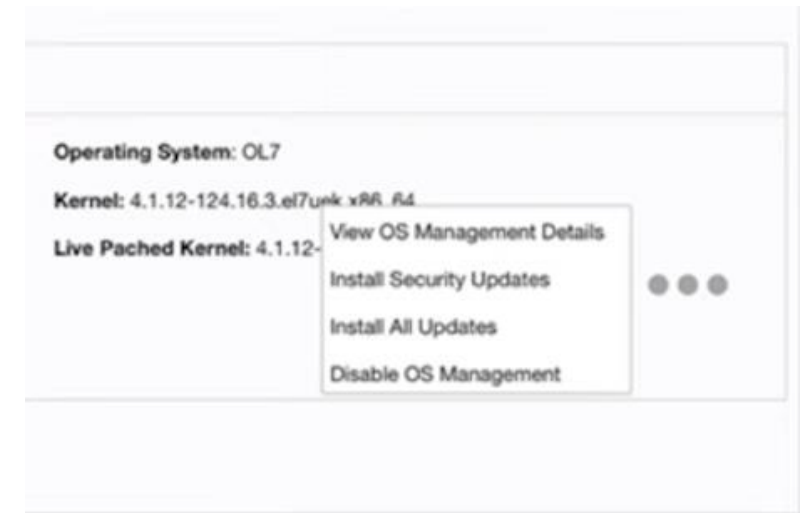 Operating System: OL7
Kernel: 4.1.12-124.16.3.el7uek.x86_64
Live Pached Kernel: 4.1.12-
View OS Management Details
Install Security Updates
Install All Updates
Disable OS Management